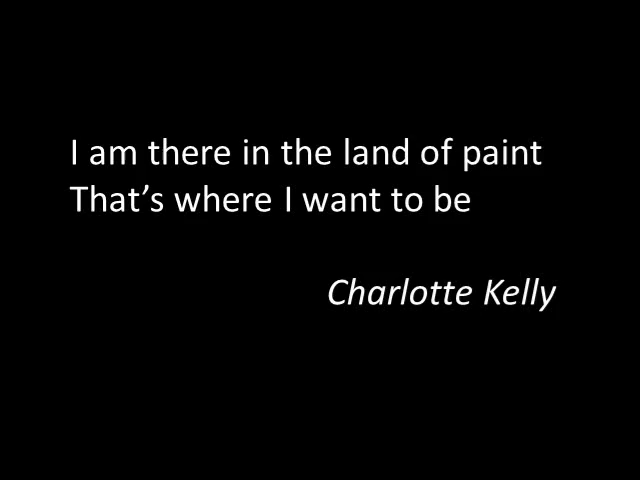 I am there in the land of paint
That’s where I want to be
Charlotte Kelly